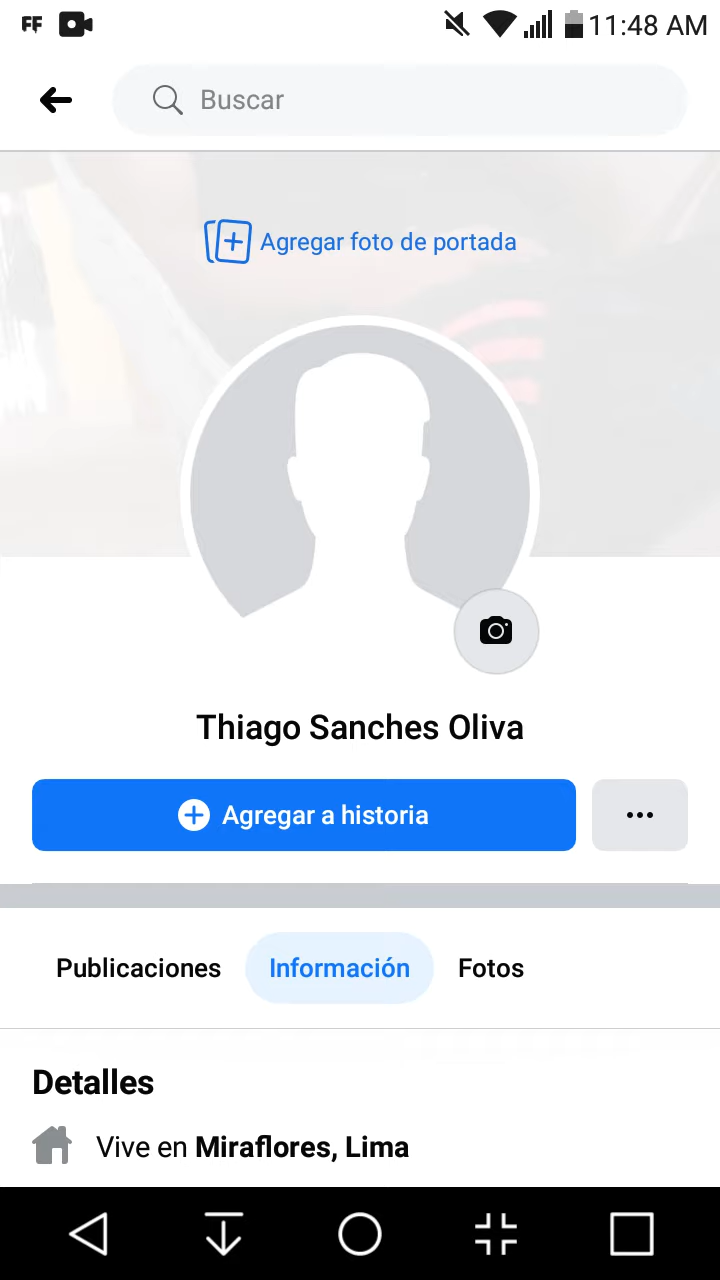 FF
11:48 AM
Buscar
Agregar foto de portada
Thiago Sanches Oliva
Agregar a historia
Publicaciones Información Fotos
Detalles
Vive en Miraflores, Lima